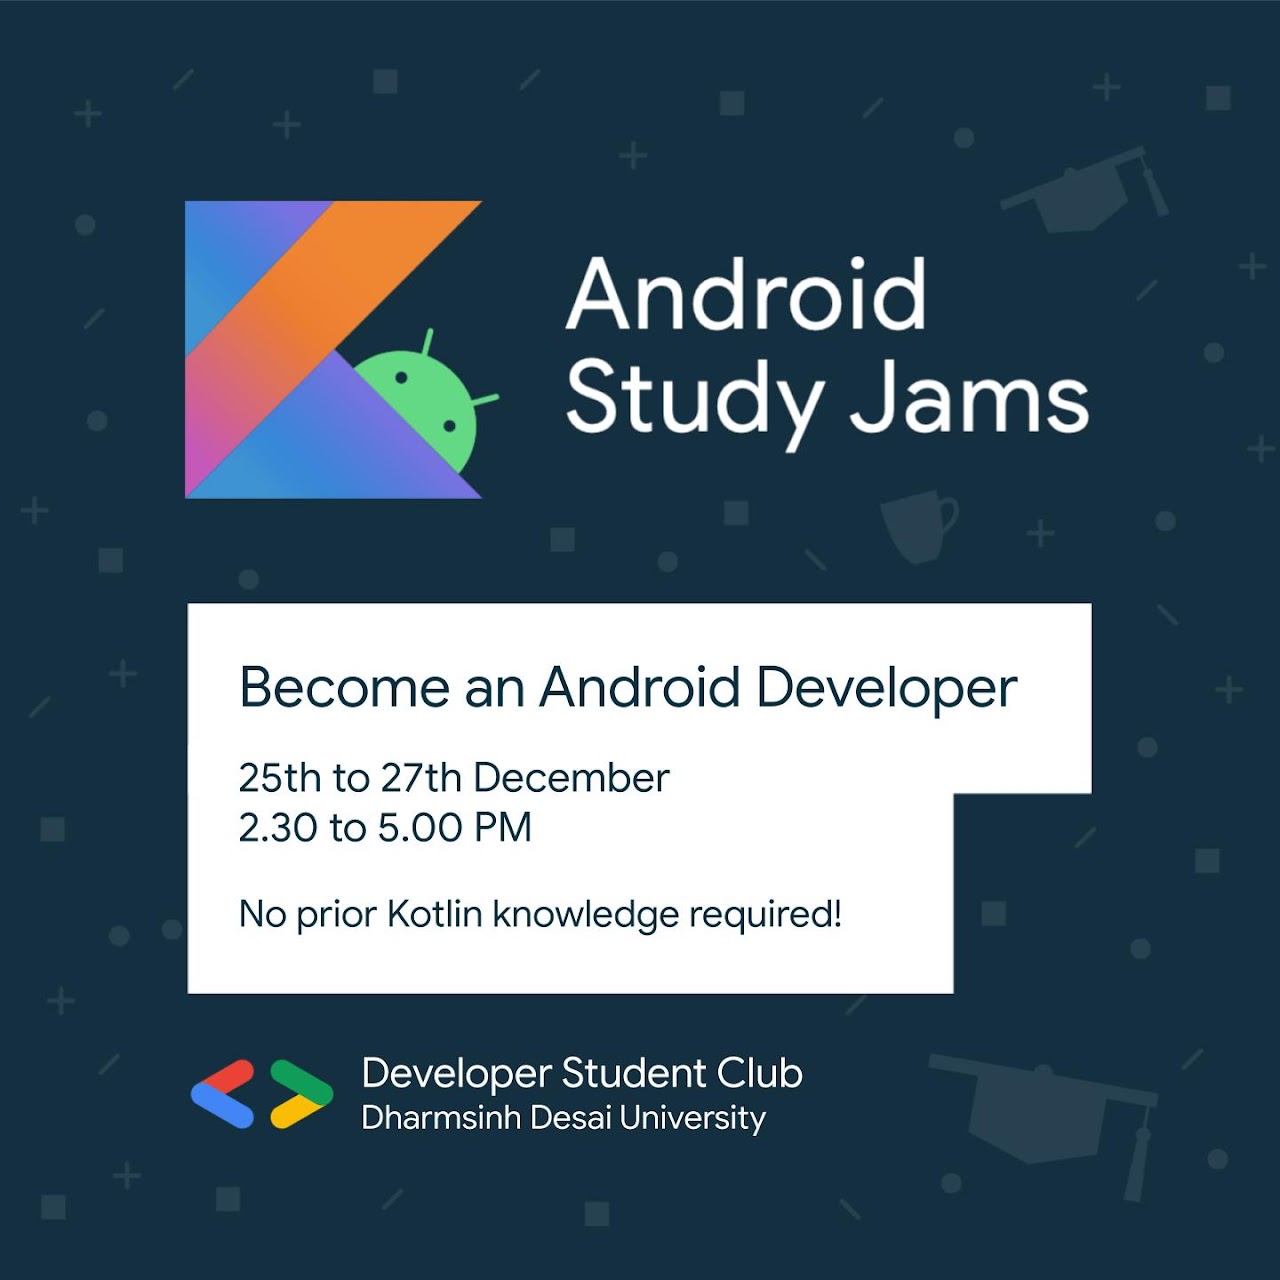 Android
Study Jams
Become an Android Developer
25th to 27th December
2.30 to 5.00 PM
No prior Kotlin knowledge required!
Developer Student Club
Dharmsinh Desai University